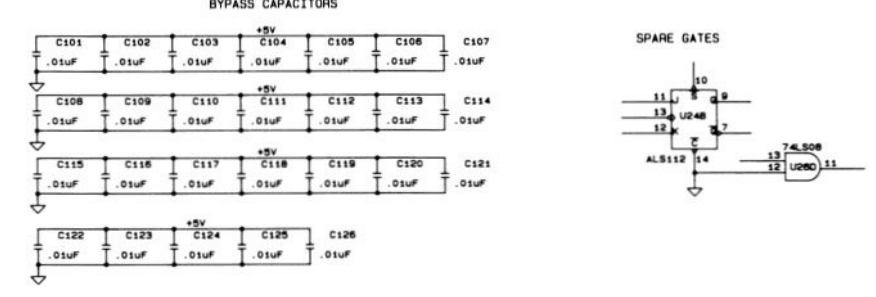 BYPASS CAPACITORS
+5V
C101 C102 C103 C104 C105 C106 C107
.01uF .01uF .01uF .01uF .01uF .01uF .01uF
+5V
C108 C109 C110 C111 C112 C113 C114
.01uF .01uF .01uF .01uF .01uF .01uF .01uF
+5V
C115 C116 C117 C118 C119 C120 C121
.01uF .01uF .01uF .01uF .01uF .01uF .01uF
+5V
C122 C123 C124 C125 C126
.01uF .01uF .01uF .01uF .01uF
SPARE GATES
10
11 J S Q 9
13 U24B
12 K Q 7
C
ALS112 14
74LS08
13
12 U26D 11